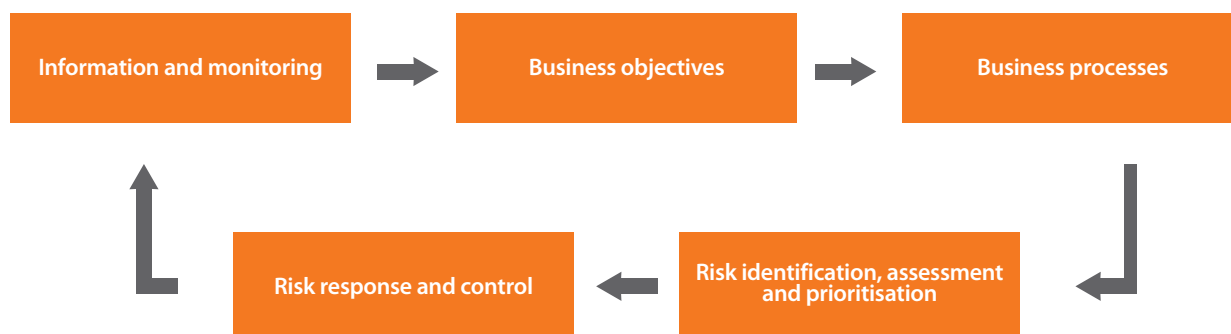 Information and monitoring
Business objectives
Business processes
Risk response and control
Risk identification, assessment
and prioritisation